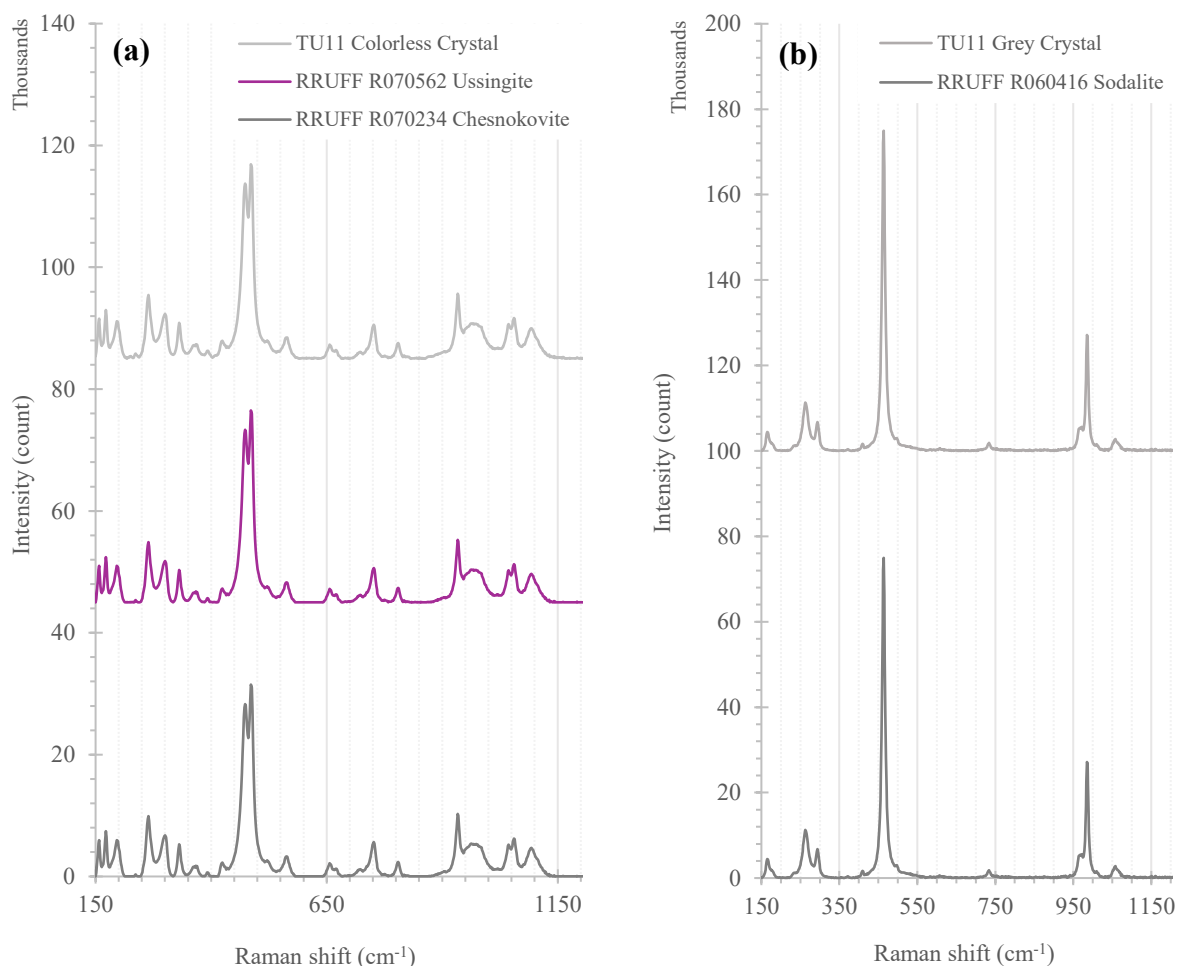 (a)
TU11 Colorless Crystal
RRUFF R070562 Ussingite
RRUFF R070234 Chesnokovite
Thousands
Intensity (count)
140
120
100
80
60
40
20
0
150
650
1150
Raman shift (cm⁻¹)
(b)
TU11 Grey Crystal
RRUFF R060416 Sodalite
Thousands
Intensity (count)
200
180
160
140
120
100
80
60
40
20
0
150
350
550
750
950
1150
Raman shift (cm⁻¹)